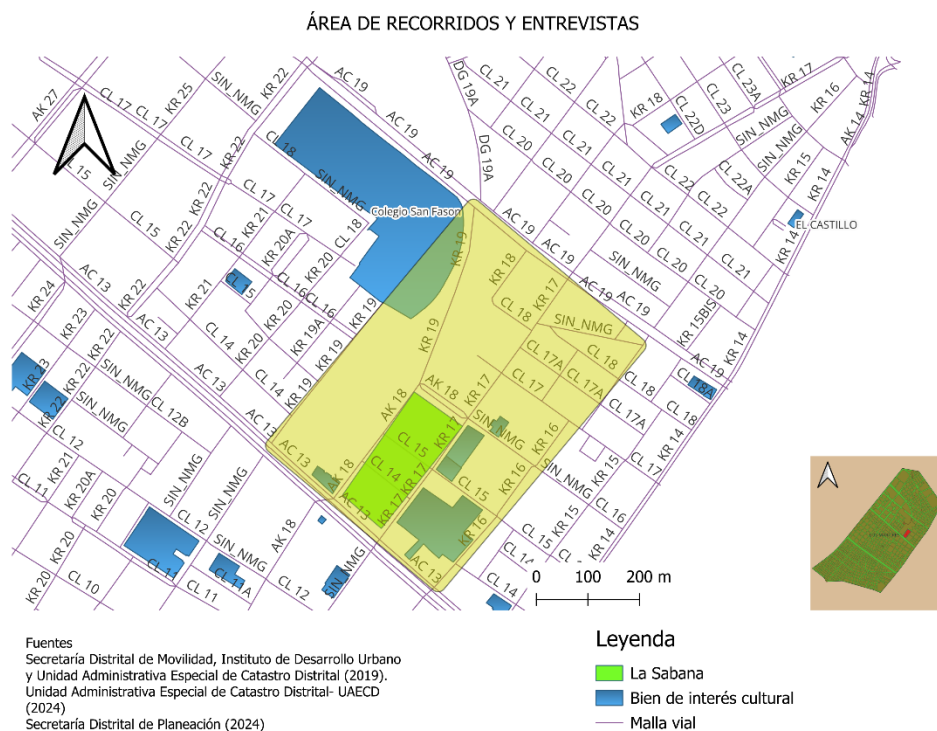 ÁREA DE RECORRIDOS Y ENTREVISTAS
AK 27
CL 17
KR 25
KR 22
AC 19
DG 19A
CL 21
CL 22
KR 18
CL 23
CL 23A
KR 17
KR 14
CL 22D
SIN_NMG
KR 16
AK 14
CL 15
SIN_NMG
CL 17
CL 18
AC 19
DG 19A
CL 20
CL 21
CL 22
SIN_NMG
CL 22A
KR 15
KR 14
SIN_NMG
CL 15
KR 22
CL 17
KR 21
CL 17
KR 20A
CL 18
Colegio San Fason
AC 19
CL 20
CL 21
EL CASTILLO
KR 24
AC 13
KR 22
CL 16
KR 20
KR 19
KR 18
AC 19
CL 20
CL 21
KR 14
KR 23
AC 13
KR 21
CL 15
CL 16
KR 19A
KR 19
CL 18
KR 17
SIN_NMG
AC 19
KR 15BIS
KR 14
KR 22
CL 14
KR 20
CL 14
KR 19
SIN_NMG
CL 18
AC 19
KR 23
SIN_NMG
AC 13
AK 18
CL 17A
CL 17
CL 17A
CL 18
CL 18A
KR 22
CL 12
CL 12B
AC 13
AK 18
KR 17
SIN_NMG
KR 16
CL 17A
CL 18
KR 14
CL 11
KR 21
KR 20A
KR 20
SIN_NMG
AC 13
AK 18
CL 15
KR 17
CL 14
CL 15
KR 16
KR 15
CL 17
CL 16
SIN_NMG
CL 12
AK 18
AC 13
KR 17
KR 16
CL 15
KR 15
KR 14
KR 20
CL 10
CL 11
SIN_NMG
CL 11A
CL 11
CL 12
SIN_NMG
AC 13
CL 14
CL 14
0 100 200 m
Fuentes
Secretaría Distrital de Movilidad, Instituto de Desarrollo Urbano
y Unidad Administrativa Especial de Catastro Distrital (2019).
Unidad Administrativa Especial de Catastro Distrital- UAECD
(2024)
Secretaría Distrital de Planeación (2024)
Leyenda
La Sabana
Bien de interés cultural
Malla vial